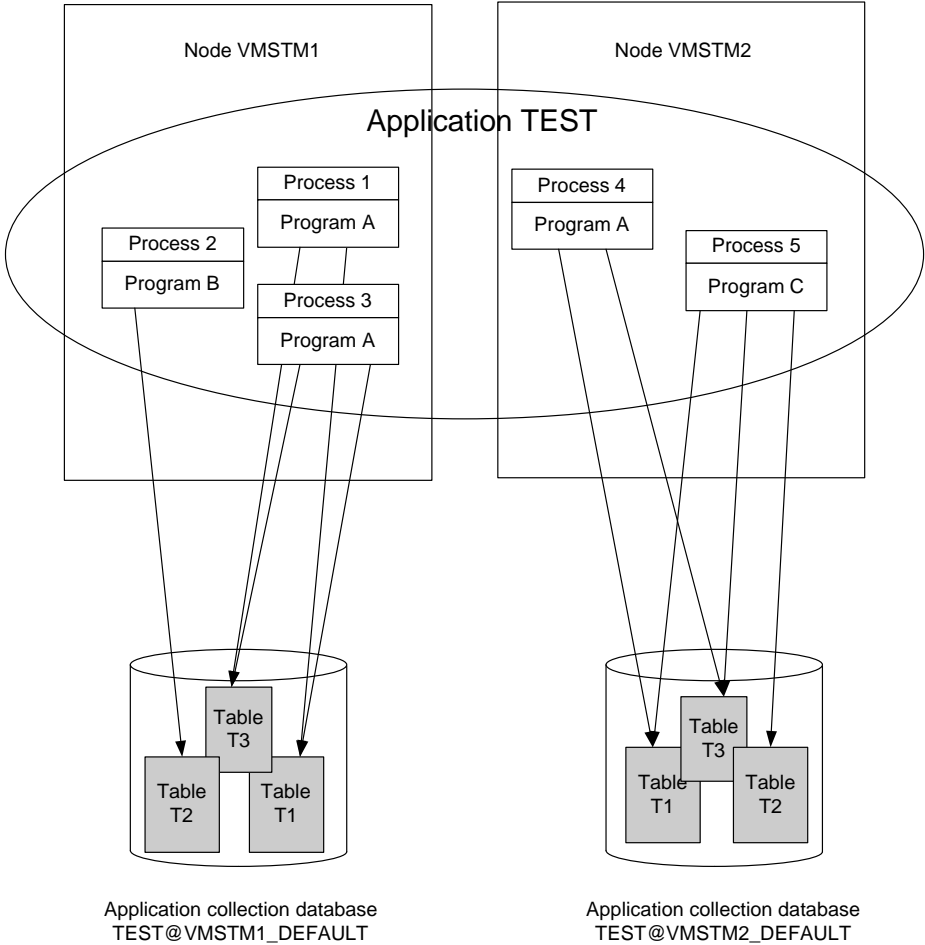 Node VMSTM1
Node VMSTM2
Application TEST
Process 1
Program A
Process 2
Program B
Process 3
Program A
Process 4
Program A
Process 5
Program C
Table
T3
Table
T2
Table
T1
Table
T3
Table
T1
Table
T2
Application collection database
TEST@VMSTM1_DEFAULT
Application collection database
TEST@VMSTM2_DEFAULT